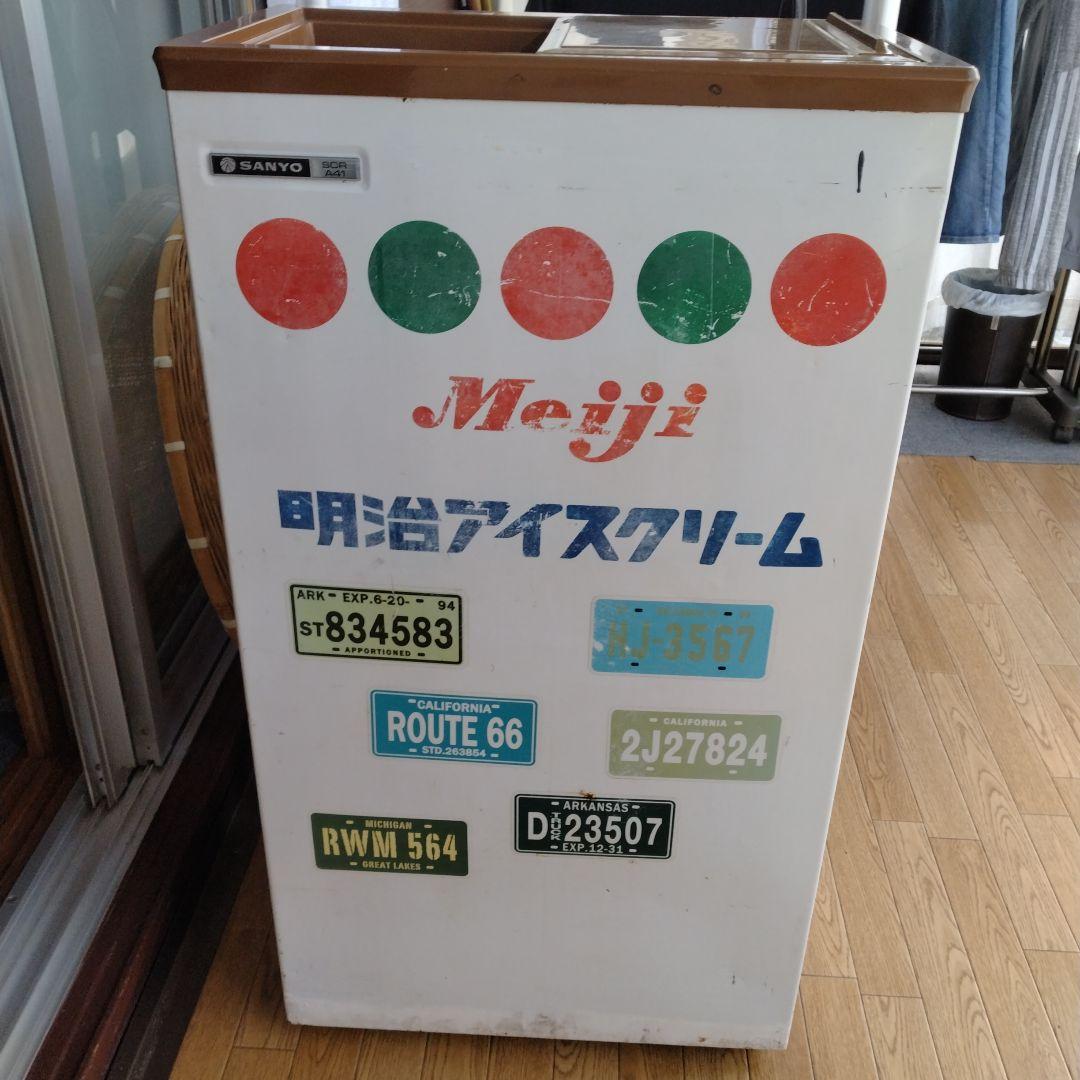 SANYO SCR
A41
Meiji
明治アイスクリーム
ARK EXP.6-20- 94
ST834583
APPORTIONED
HJ-3567
CALIFORNIA
ROUTE 66
STD.263854
CALIFORNIA
2J27824
MICHIGAN
RWM 564
GREAT LAKES
ARKANSAS
D TRUCK 23507
EXP.12-31